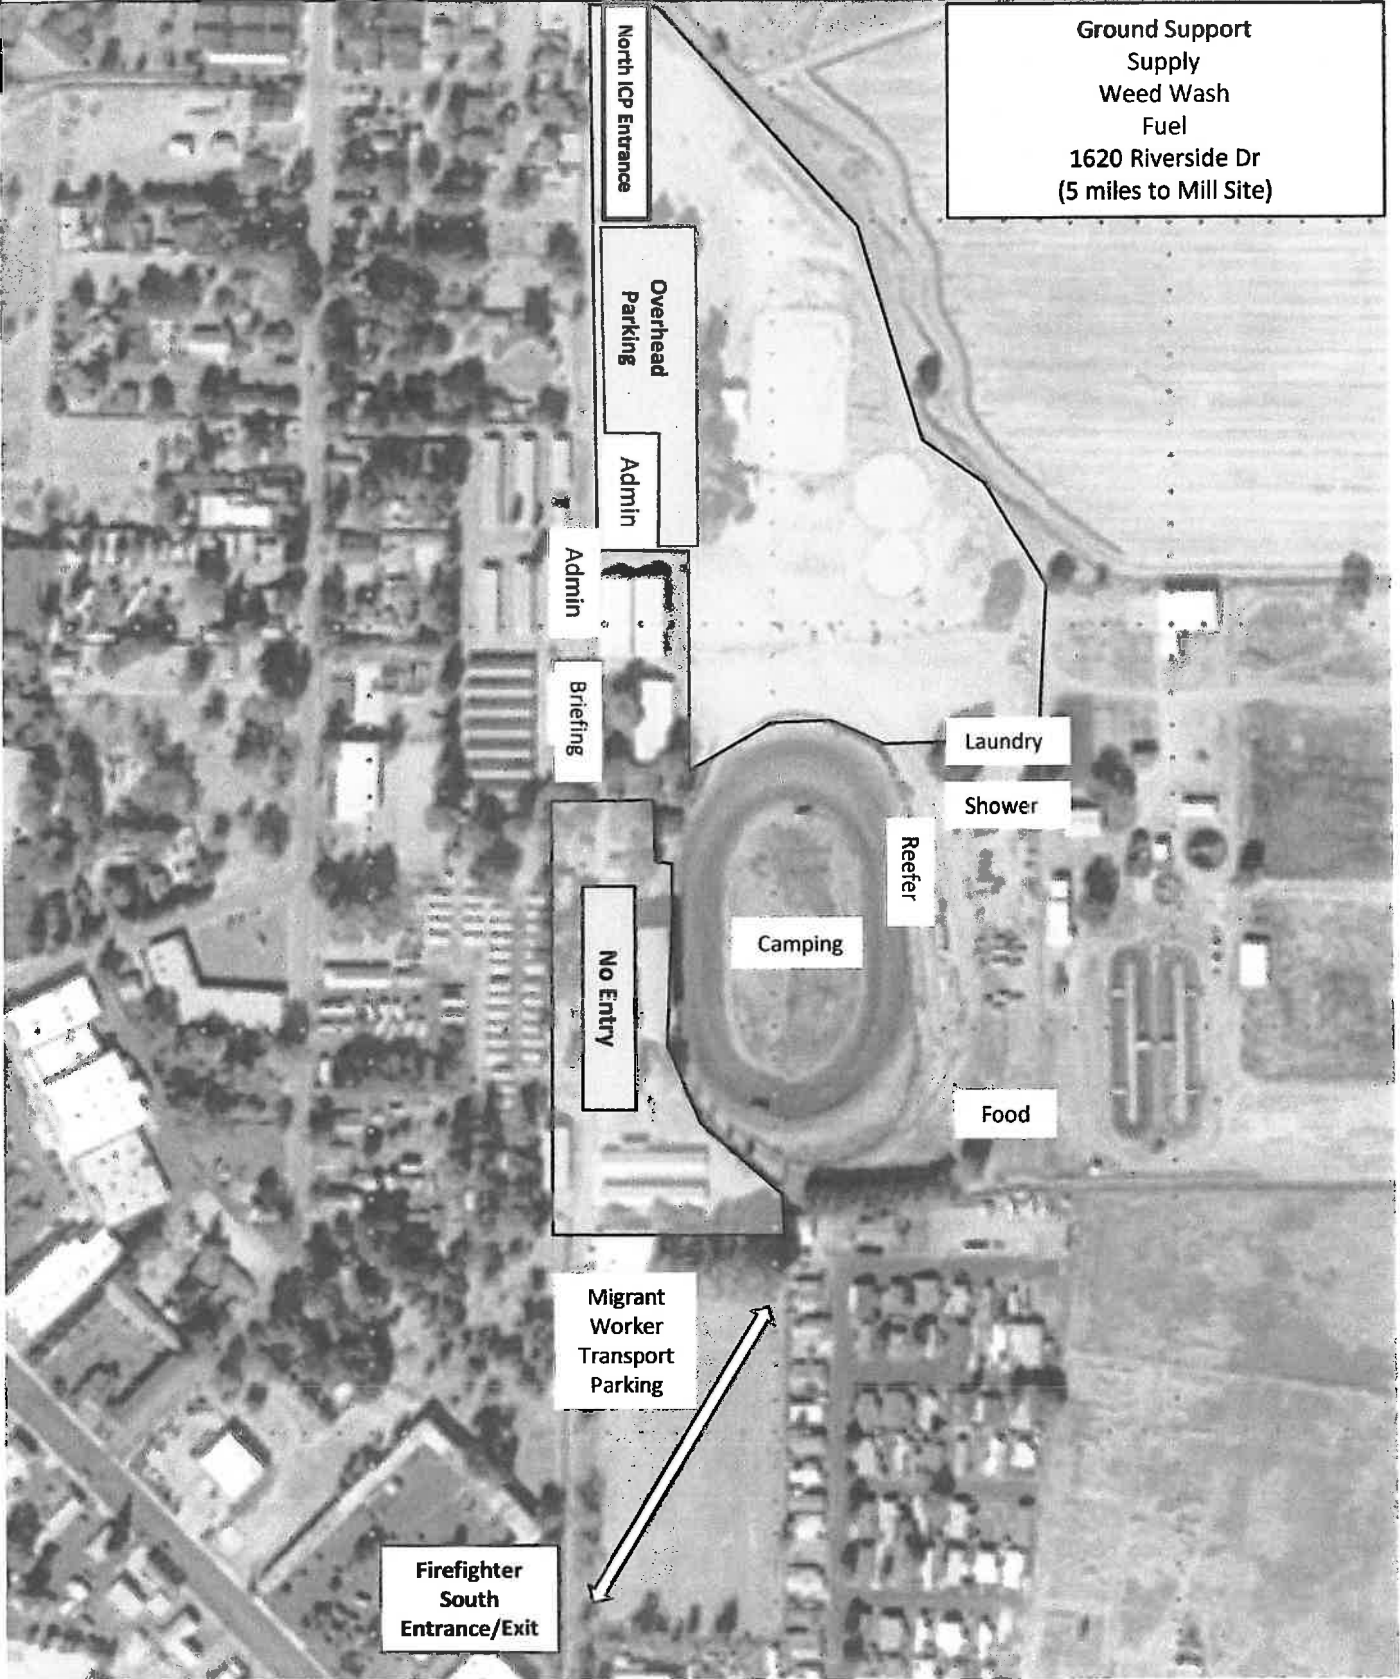 Ground Support
Supply
Weed Wash
Fuel
1620 Riverside Dr
(5 miles to Mill Site)
North ICP Entrance
Overhead
Parking
Admin
Admin
Briefing
Laundry
Shower
Reefer
Camping
No Entry
Food
Migrant
Worker
Transport
Parking
Firefighter
South
Entrance/Exit